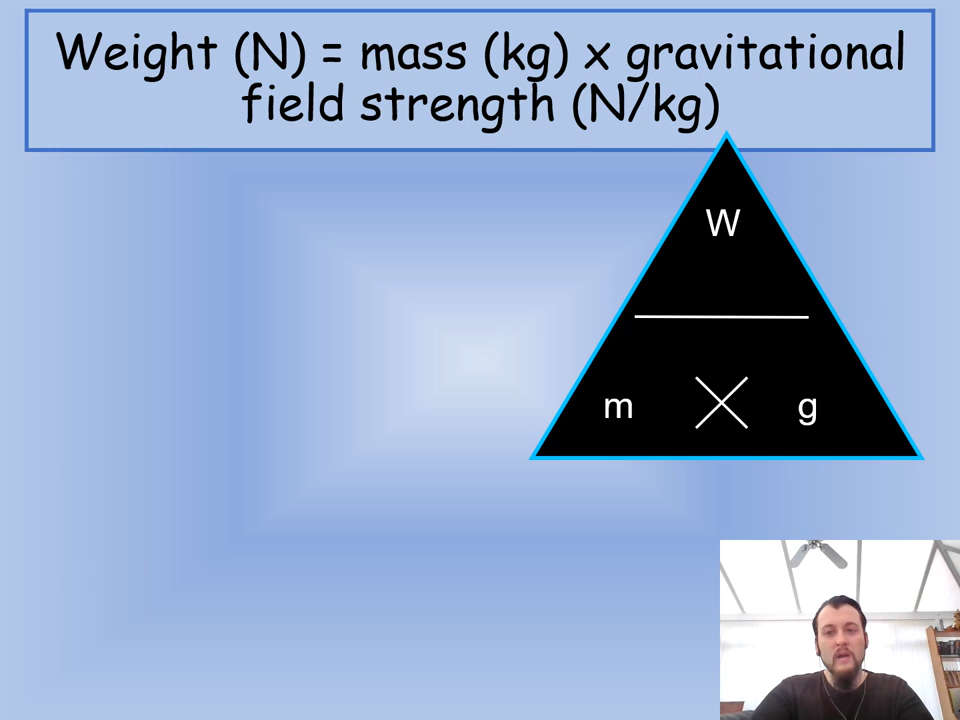 Weight (N) = mass (kg) x gravitational
field strength (N/kg)
W
m g